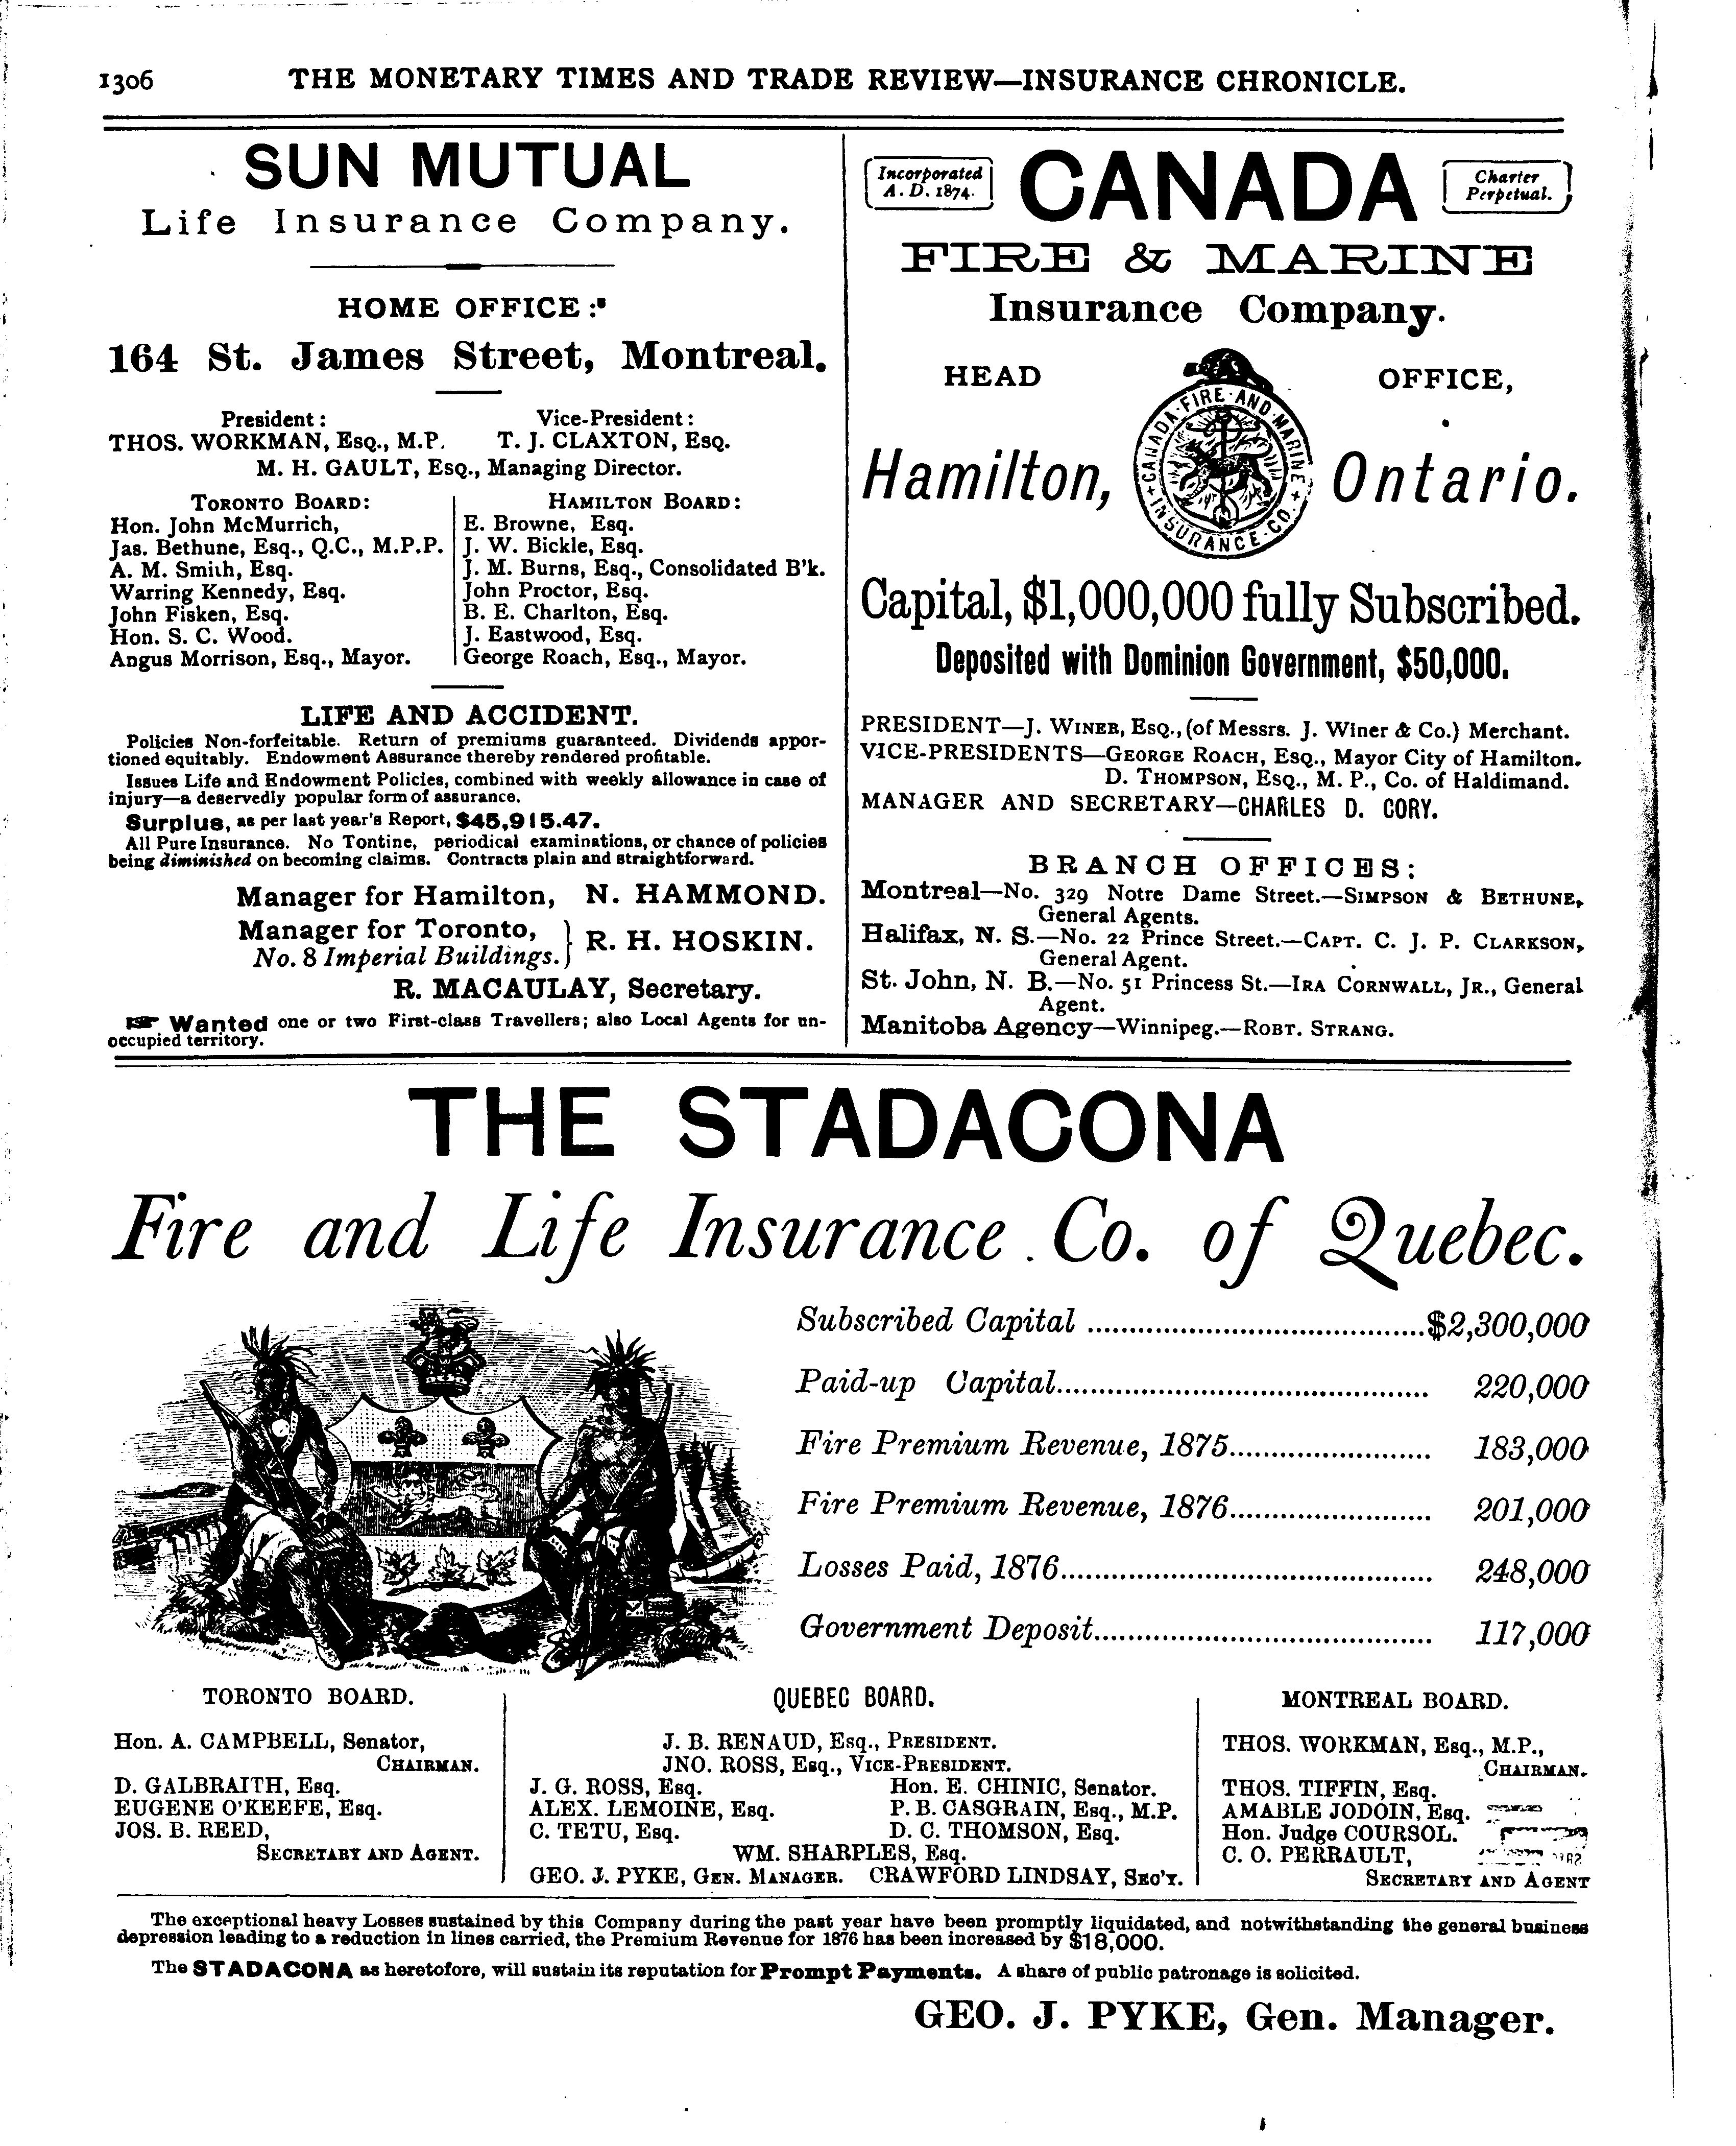 1306 THE MONETARY TIMES AND TRADE REVIEW—INSURANCE CHRONICLE.
SUN MUTUAL
Life Insurance Company.
HOME OFFICE:
164 St. James Street, Montreal.
President: Vice-President:
THOS. WORKMAN, ESQ., M.P. T. J. CLAXTON, ESQ.
M. H. GAULT, ESQ., Managing Director.
TORONTO BOARD:
Hon. John McMurrich,
Jas. Bethune, Esq., Q.C., M.P.P.
A. M. Smith, Esq.
Warring Kennedy, Esq.
John Fisken, Esq.
Hon. S. C. Wood.
Angus Morrison, Esq., Mayor.
HAMILTON BOARD:
E. Browne, Esq.
J. W. Bickle, Esq.
J. M. Burns, Esq., Consolidated B'k.
John Proctor, Esq.
B. E. Charlton, Esq.
J. Eastwood, Esq.
George Roach, Esq., Mayor.
LIFE AND ACCIDENT.
Policies Non-forfeitable. Return of premiums guaranteed. Dividends appor-
tioned equitably. Endowment Assurance thereby rendered profitable.
Issues Life and Endowment Policies, combined with weekly allowance in case of
injury—a deservedly popular form of assurance.
Surplus, as per last year's Report, $45,915.47.
All Pure Insurance. No Tontine, periodical examinations, or chance of policies
being diminished on becoming claims. Contracts plain and straightforward.
Manager for Hamilton, N. HAMMOND.
Manager for Toronto,
No. 8 Imperial Buildings. } R. H. HOSKIN.
R. MACAULAY, Secretary.
☞ Wanted one or two First-class Travellers; also Local Agents for un-
occupied territory.
Incorporated
A. D. 1874.
CANADA
Charter
Perpetual.
FIRE & MARINE
Insurance Company.
HEAD OFFICE,
Hamilton, Ontario.
CANADA·FIRE·AND·MARINE + INSURANCE·CO. +
Capital, $1,000,000 fully Subscribed.
Deposited with Dominion Government, $50,000.
PRESIDENT—J. WINER, ESQ., (of Messrs. J. Winer & Co.) Merchant.
VICE-PRESIDENTS—GEORGE ROACH, ESQ., Mayor City of Hamilton.
D. THOMPSON, ESQ., M. P., Co. of Haldimand.
MANAGER AND SECRETARY—CHARLES D. CORY.
BRANCH OFFICES:
Montreal—No. 329 Notre Dame Street.—SIMPSON & BETHUNE,
General Agents.
Halifax, N. S.—No. 22 Prince Street.—CAPT. C. J. P. CLARKSON,
General Agent.
St. John, N. B.—No. 51 Princess St.—IRA CORNWALL, JR., General
Agent.
Manitoba Agency—Winnipeg.—ROBT. STRANG.
THE STADACONA
Fire and Life Insurance Co. of Quebec.
Subscribed Capital ........ $2,300,000
Paid-up Capital........ 220,000
Fire Premium Revenue, 1875........ 183,000
Fire Premium Revenue, 1876........ 201,000
Losses Paid, 1876........ 248,000
Government Deposit........ 117,000
TORONTO BOARD.
Hon. A. CAMPBELL, Senator,
CHAIRMAN.
D. GALBRAITH, Esq.
EUGENE O'KEEFE, Esq.
JOS. B. REED,
SECRETARY AND AGENT.
QUEBEC BOARD.
J. B. RENAUD, Esq., PRESIDENT.
JNO. ROSS, Esq., VICE-PRESIDENT.
J. G. ROSS, Esq. Hon. E. CHINIC, Senator.
ALEX. LEMOINE, Esq. P. B. CASGRAIN, Esq., M.P.
C. TETU, Esq. D. C. THOMSON, Esq.
WM. SHARPLES, Esq.
GEO. J. PYKE, GEN. MANAGER. CRAWFORD LINDSAY, SEC'Y.
MONTREAL BOARD.
THOS. WORKMAN, Esq., M.P.,
CHAIRMAN.
THOS. TIFFIN, Esq.
AMABLE JODOIN, Esq.
Hon. Judge COURSOL.
C. O. PERRAULT,
SECRETARY AND AGENT
The exceptional heavy Losses sustained by this Company during the past year have been promptly liquidated, and notwithstanding the general business
depression leading to a reduction in lines carried, the Premium Revenue for 1876 has been increased by $18,000.
The STADACONA as heretofore, will sustain its reputation for Prompt Payments. A share of public patronage is solicited.
GEO. J. PYKE, Gen. Manager.